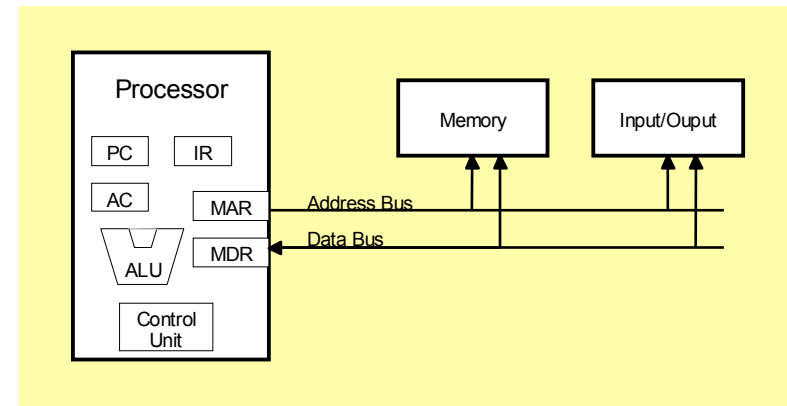 Processor
Memory
Input/Ouput
PC
IR
AC
MAR
Address Bus
MDR
Data Bus
ALU
Control
Unit